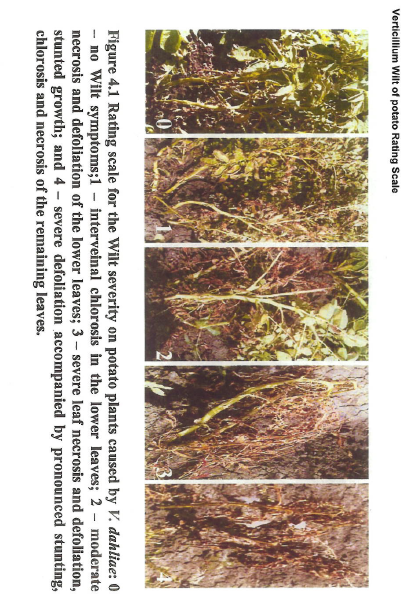 Verticillium Wilt of potato Rating Scale
0
1
2
3
4
Figure 4.1 Rating scale for the Wilt severity on potato plants caused by V. dahliae: 0
– no Wilt symptoms;1 – interveinal chlorosis in the lower leaves; 2 – moderate
necrosis and defoliation of the lower leaves; 3 – severe leaf necrosis and defoliation,
stunted growth; and 4 – severe defoliation accompanied by pronounced stunting,
chlorosis and necrosis of the remaining leaves.